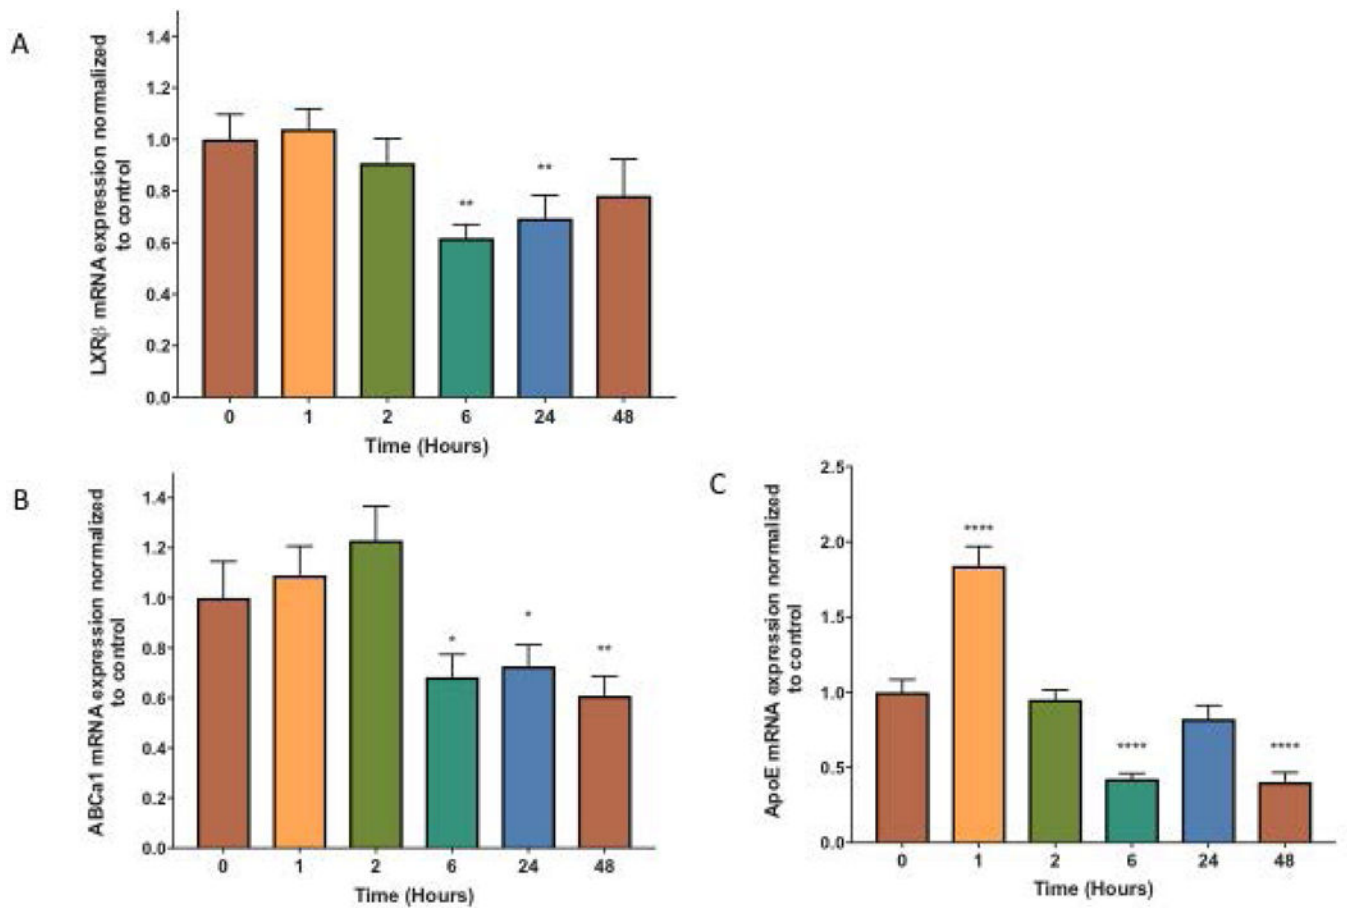 A
LXRβ mRNA expression normalized
to control
1.4
1.2
1.0
0.8
0.6
0.4
0.2
0.0
**
**
0 1 2 6 24 48
Time (Hours)
B
ABCa1 mRNA expression normalized
to control
1.4
1.2
1.0
0.8
0.6
0.4
0.2
0.0
*
*
**
0 1 2 6 24 48
Time (Hours)
C
ApoE mRNA expression normalized
to control
2.5
2.0
1.5
1.0
0.5
0.0
****
****
****
0 1 2 6 24 48
Time (Hours)